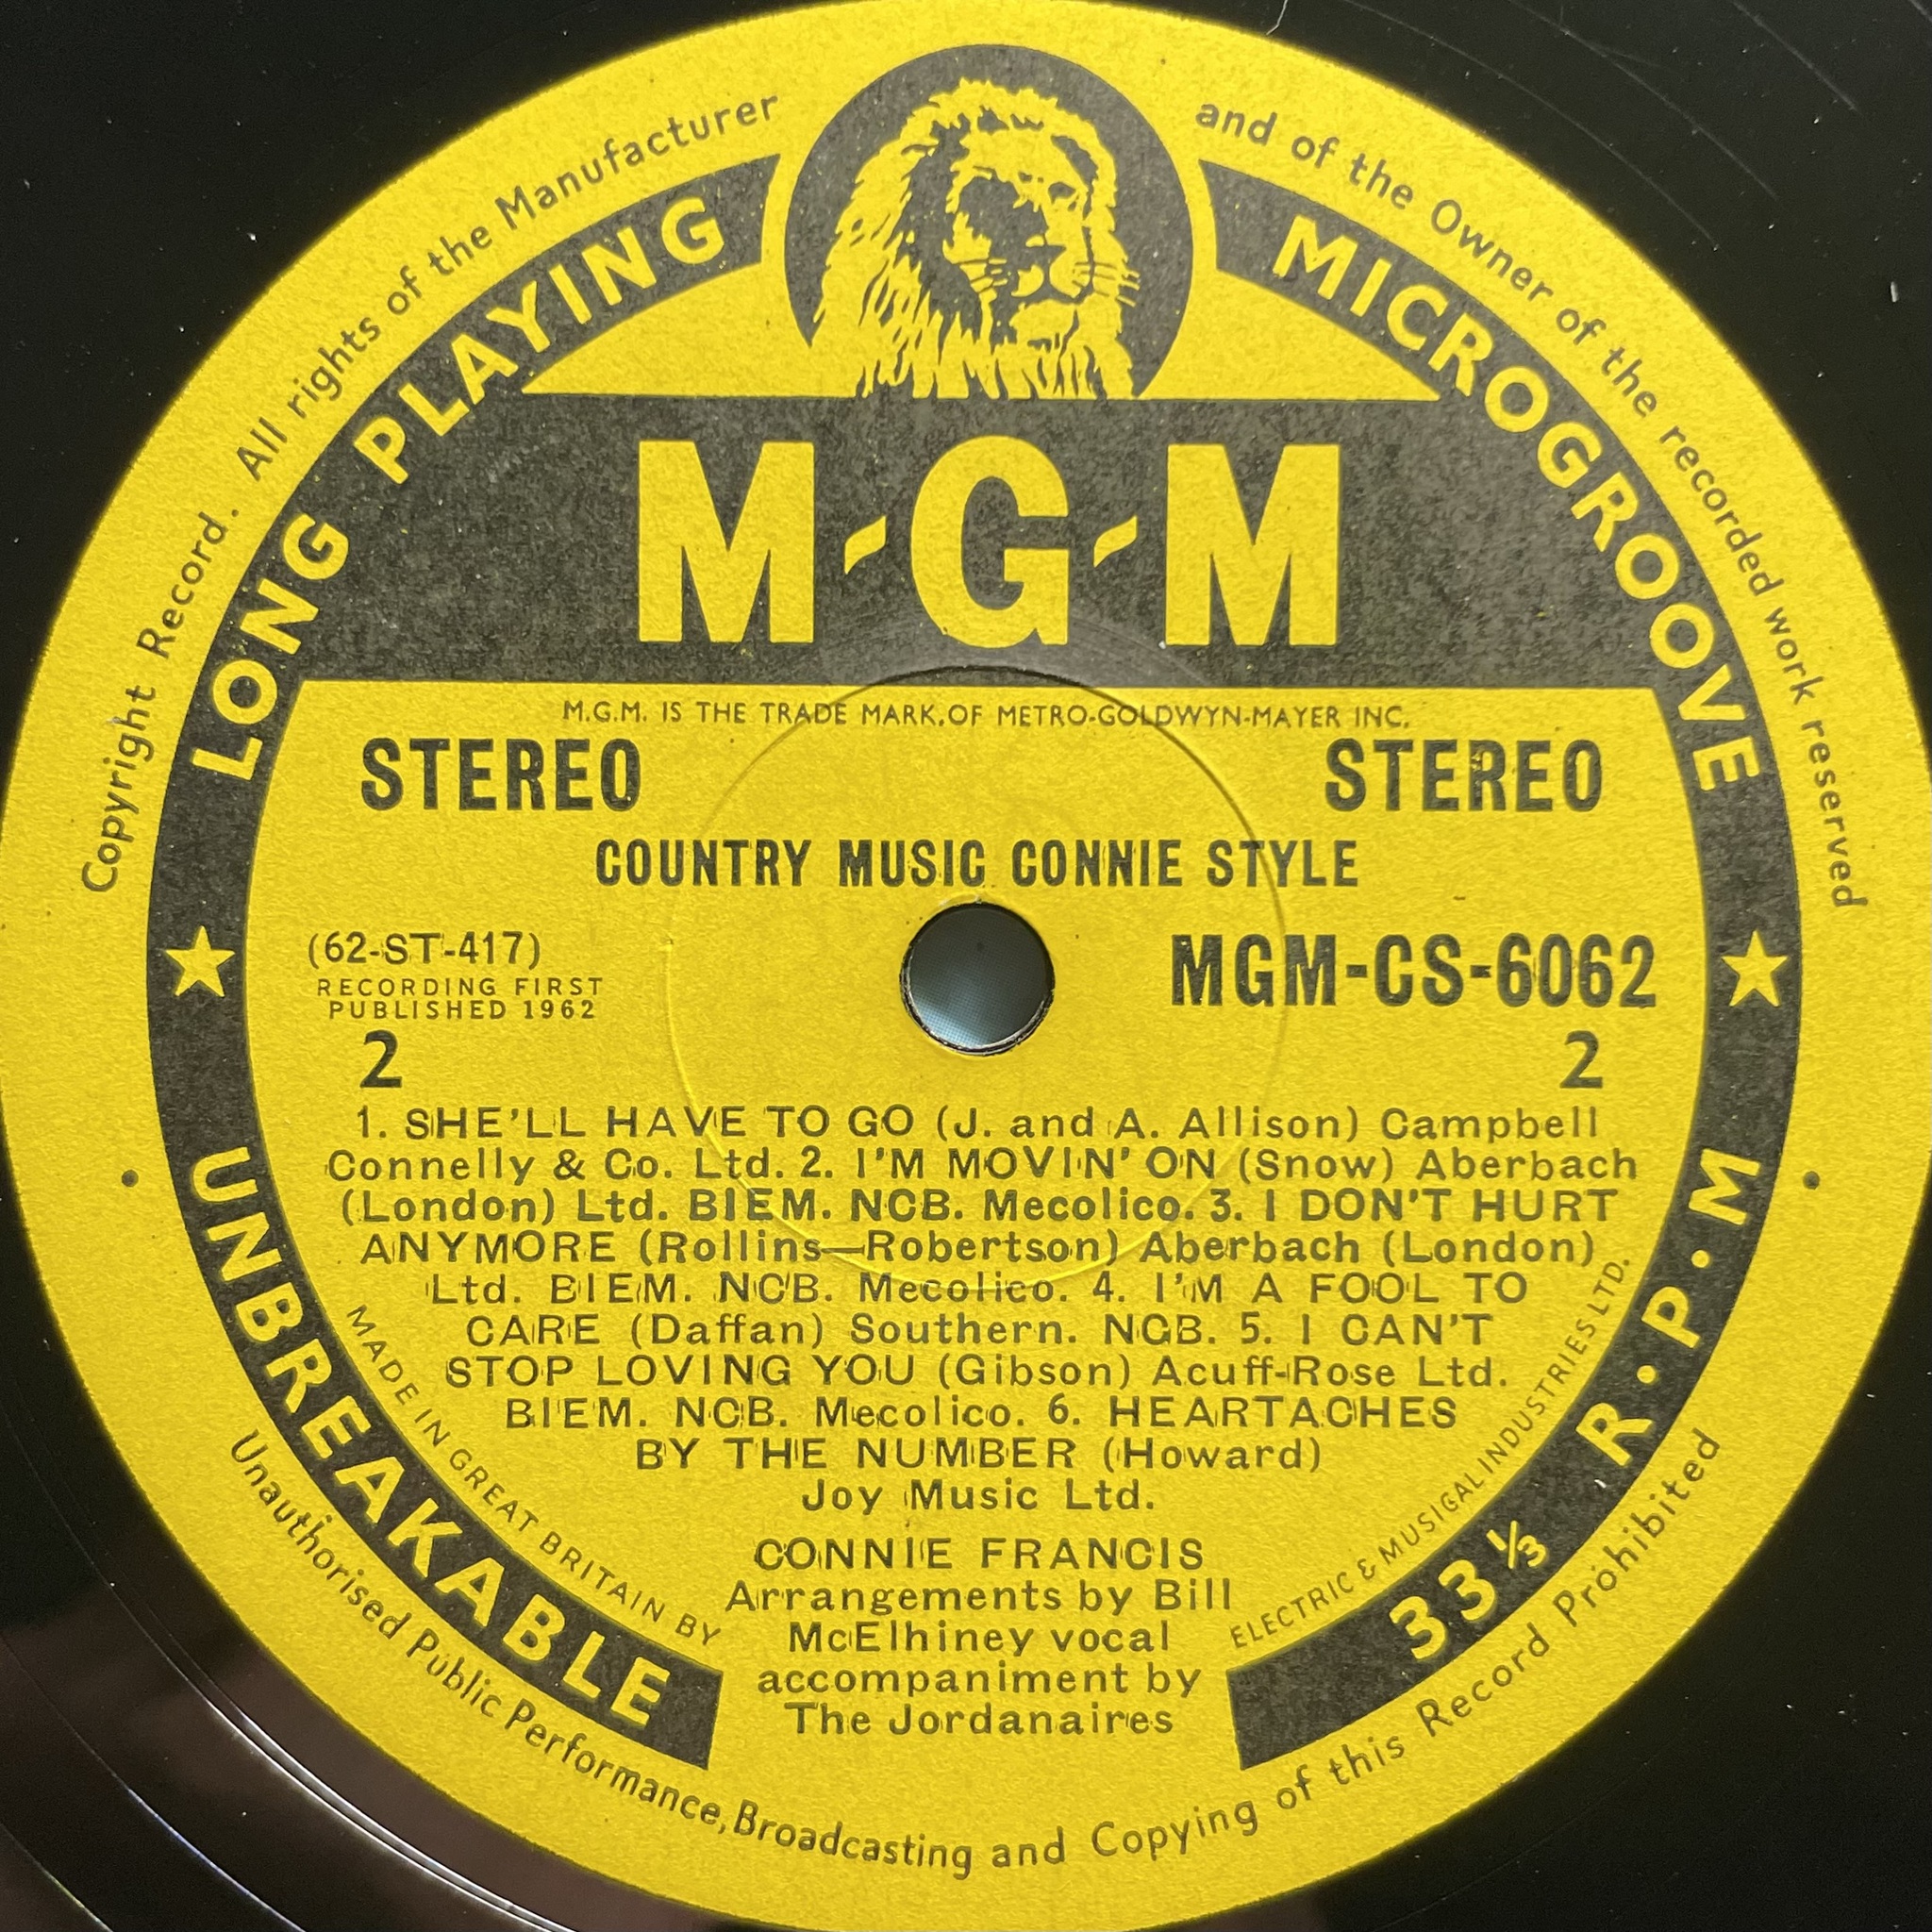 Copyright Record. All rights of the Manufacturer and of the Owner of the recorded work reserved
LONG PLAYING
MICROGROOVE
M·G·M
M.G.M. IS THE TRADE MARK.OF METRO-GOLDWYN-MAYER INC.
STEREO STEREO
COUNTRY MUSIC CONNIE STYLE
(62-ST-417)
RECORDING FIRST
PUBLISHED 1962
MGM-CS-6062
2 2
1. SHE'LL HAVE TO GO (J. and A. Allison) Campbell
Connelly & Co. Ltd. 2. I'M MOVIN' ON (Snow) Aberbach
(London) Ltd. BIEM. NCB. Mecolico. 3. I DON'T HURT
ANYMORE (Rollins—Robertson) Aberbach (London)
Ltd. BIEM. NCB. Mecolico. 4. I'M A FOOL TO
CARE (Daffan) Southern. NCB. 5. I CAN'T
STOP LOVING YOU (Gibson) Acuff-Rose Ltd.
BIEM. NCB. Mecolico. 6. HEARTACHES
BY THE NUMBER (Howard)
Joy Music Ltd.
CONNIE FRANCIS
Arrangements by Bill
McElhiney vocal
accompaniment by
The Jordanaires
MADE IN GREAT BRITAIN BY ELECTRIC & MUSICAL INDUSTRIES LTD.
UNBREAKABLE
33⅓ R·P·M
Unauthorised Public Performance, Broadcasting and Copying of this Record Prohibited